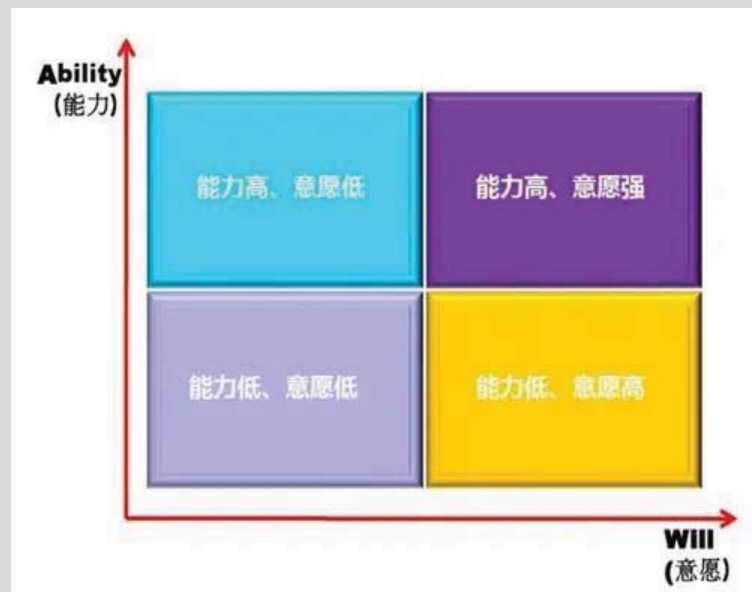 Ability
(能力)
能力高、意愿低
能力高、意愿强
能力低、意愿低
能力低、意愿高
Will
(意愿)